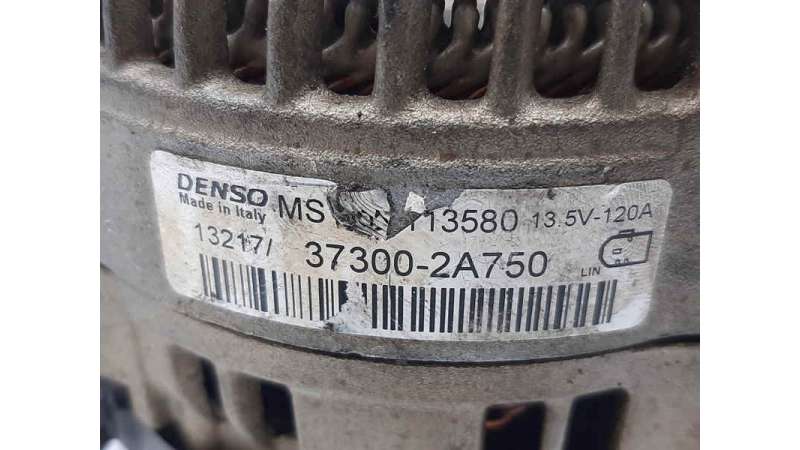 DENSO
Made in Italy
MS 113580 13.5V-120A
13217/ 37300-2A750
LIN